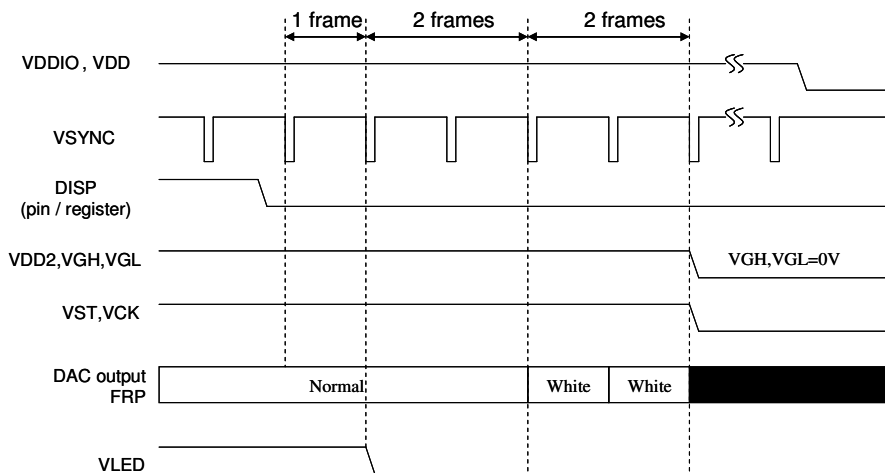 1 frame 2 frames 2 frames
VDDIO , VDD
VSYNC
DISP
(pin / register)
VDD2,VGH,VGL
VGH,VGL=0V
VST,VCK
DAC output
FRP
Normal White White
VLED